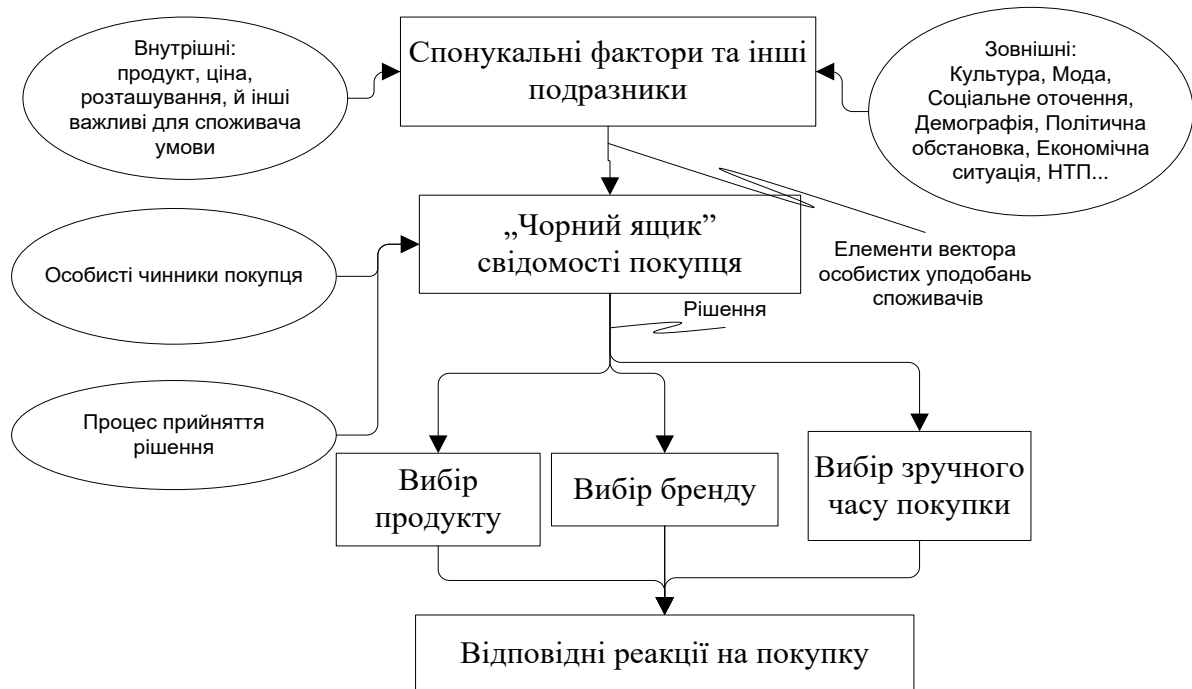 Внутрішні:
продукт, ціна,
розташування, й інші
важливі для споживача
умови
Спонукальні фактори та інші
подразники
Зовнішні:
Культура, Мода,
Соціальне оточення,
Демографія, Політична
обстановка, Економічна
ситуація, НТП...
„Чорний ящик”
свідомості покупця
Особисті чинники покупця
Елементи вектора
особистих уподобань
споживачів
Рішення
Процес прийняття
рішення
Вибір
продукту
Вибір бренду
Вибір зручного
часу покупки
Відповідні реакції на покупку